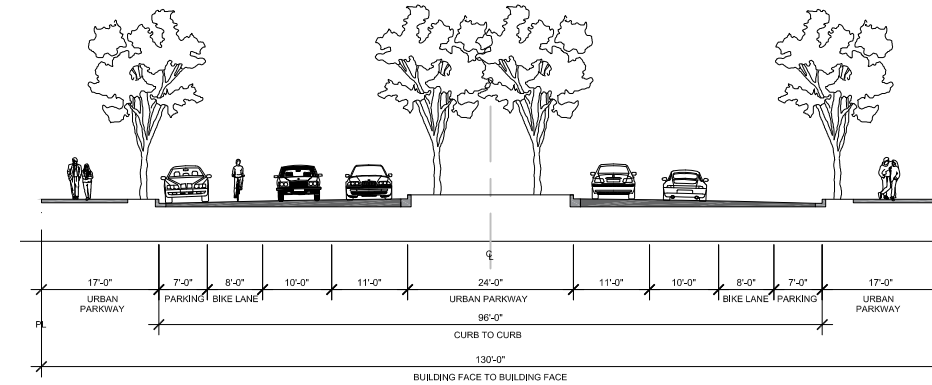 ℄
17'-0" 7'-0" 8'-0" 10'-0" 11'-0" 24'-0" 11'-0" 10'-0" 8'-0" 7'-0" 17'-0"
URBAN PARKING BIKE LANE URBAN PARKWAY BIKE LANE PARKING URBAN
PARKWAY PARKWAY
PL 96'-0"
CURB TO CURB
130'-0"
BUILDING FACE TO BUILDING FACE